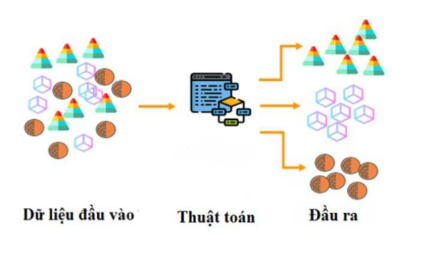 Dữ liệu đầu vào
Thuật toán
Đầu ra